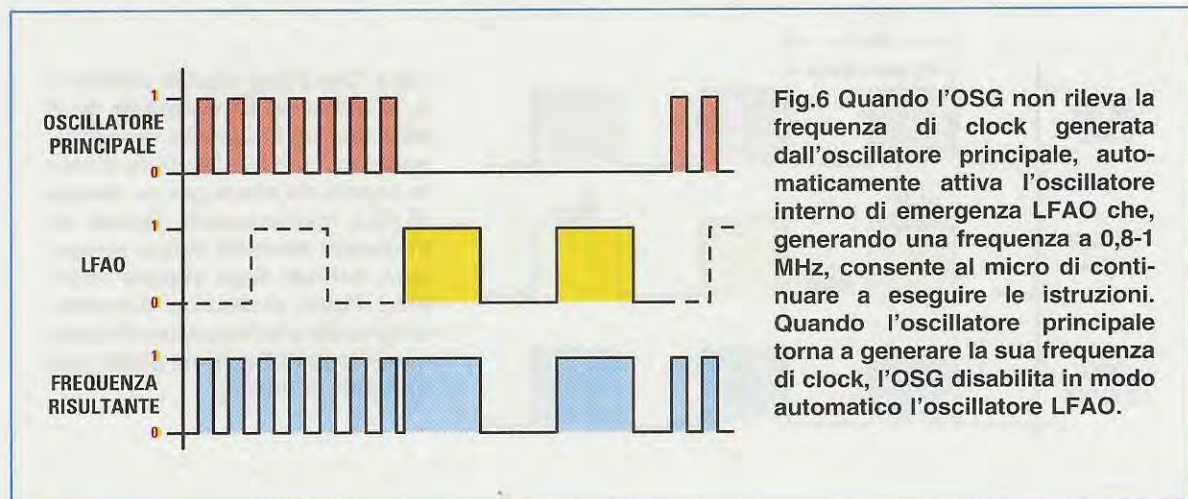 1
OSCILLATORE
PRINCIPALE
0
1
LFAO
0
1
FREQUENZA
RISULTANTE
0
Fig.6 Quando l'OSG non rileva la
frequenza di clock generata
dall'oscillatore principale, auto-
maticamente attiva l'oscillatore
interno di emergenza LFAO che,
generando una frequenza a 0,8-1
MHz, consente al micro di conti-
nuare a eseguire le istruzioni.
Quando l'oscillatore principale
torna a generare la sua frequenza
di clock, l'OSG disabilita in modo
automatico l'oscillatore LFAO.